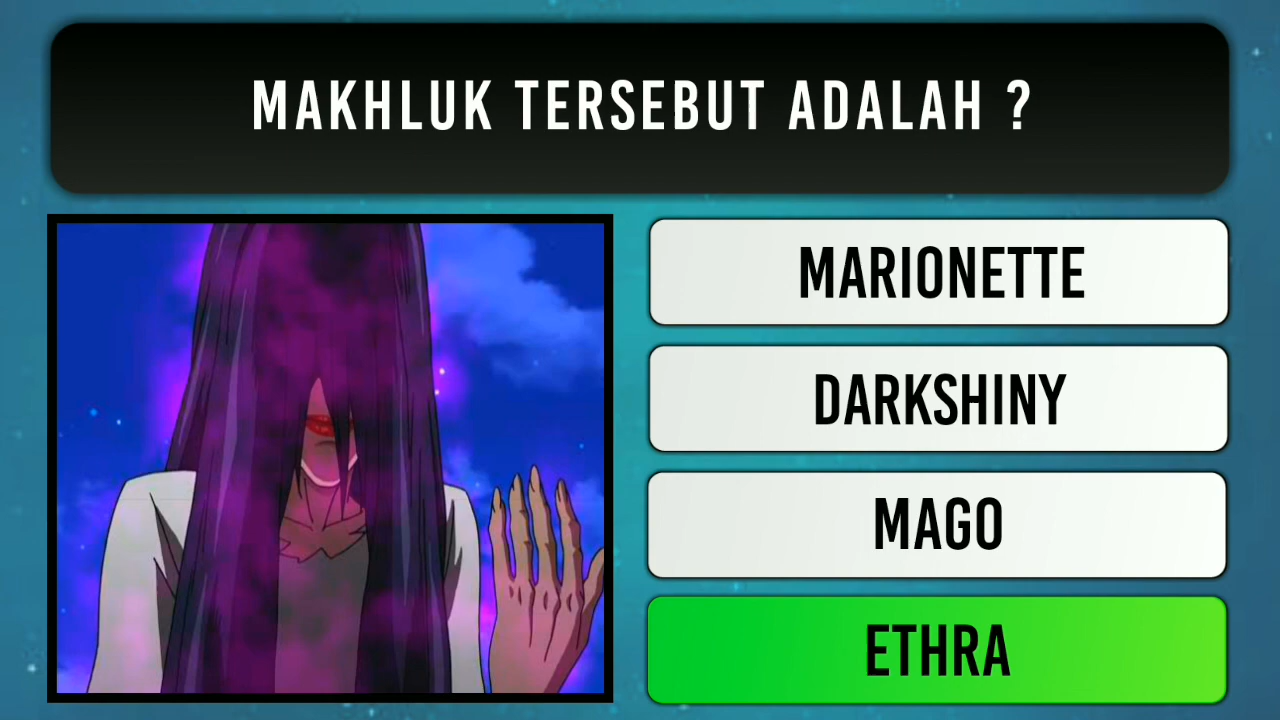 MAKHLUK TERSEBUT ADALAH ?
MARIONETTE
DARKSHINY
MAGO
ETHRA